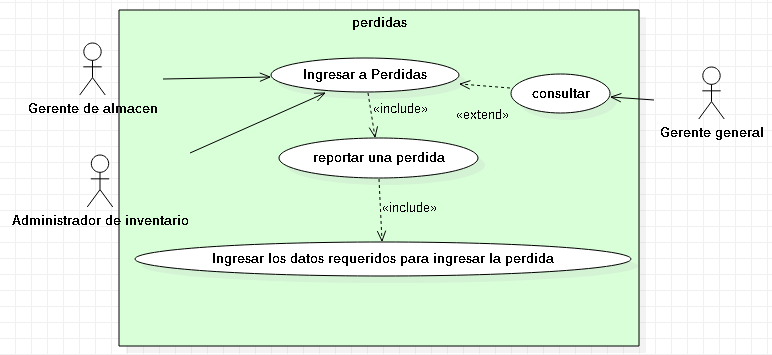 perdidas
Ingresar a Perdidas
consultar
Gerente de almacen
«include»
«extend»
Gerente general
reportar una perdida
Administrador de inventario
«include»
Ingresar los datos requeridos para ingresar la perdida